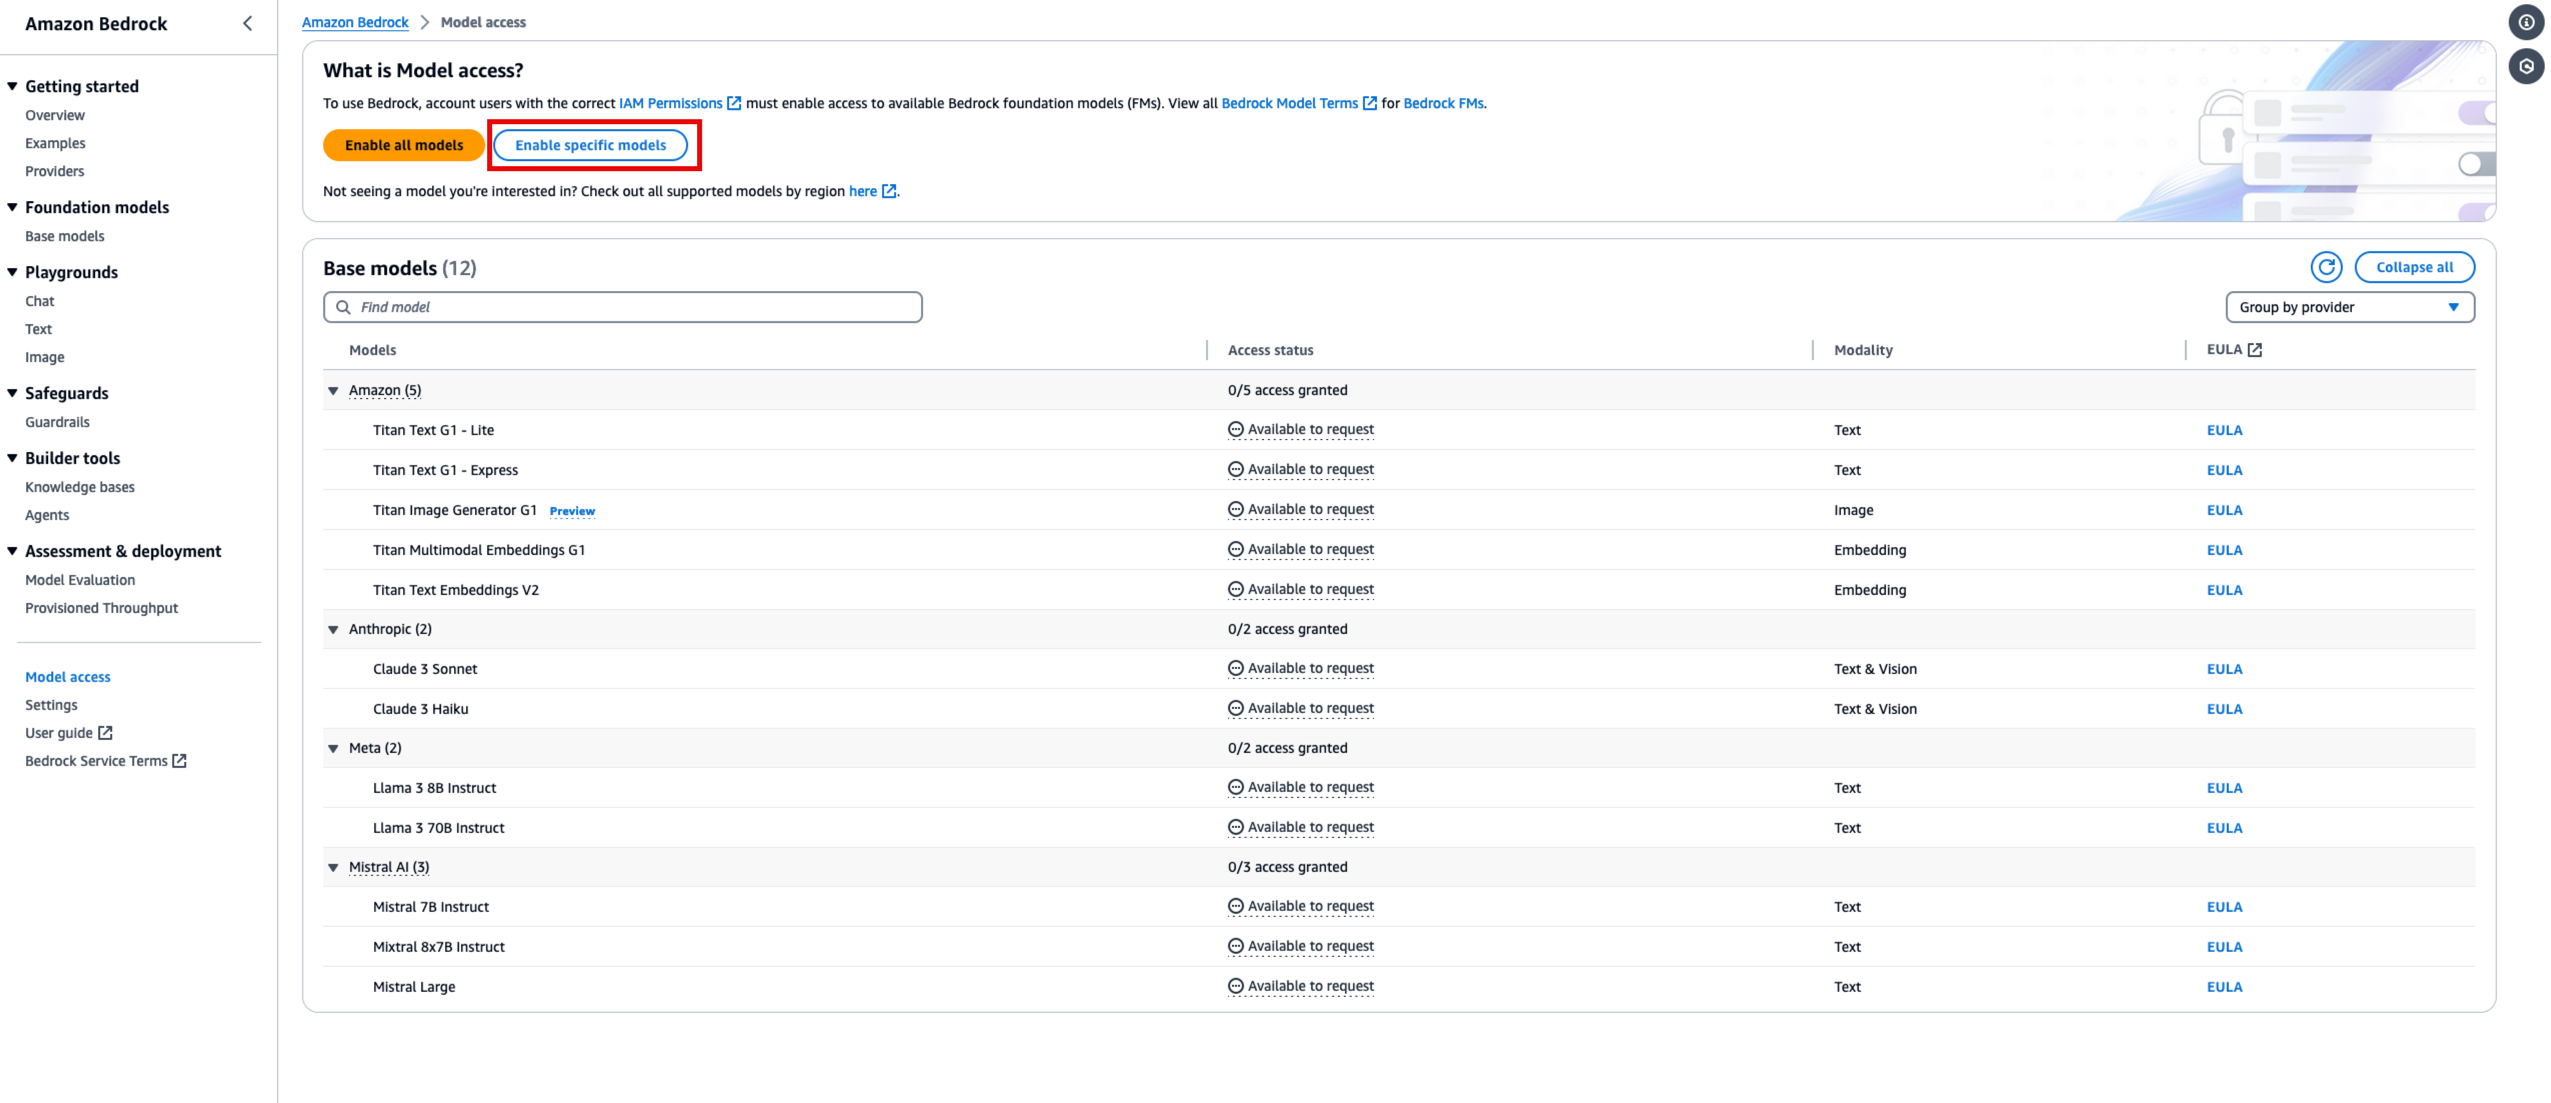 Amazon Bedrock
Getting started
Overview
Examples
Providers
Foundation models
Base models
Playgrounds
Chat
Text
Image
Safeguards
Guardrails
Builder tools
Knowledge bases
Agents
Assessment & deployment
Model Evaluation
Provisioned Throughput
Model access
Settings
User guide
Bedrock Service Terms
Amazon Bedrock > Model access
What is Model access?
To use Bedrock, account users with the correct IAM Permissions must enable access to available Bedrock foundation models (FMs). View all Bedrock Model Terms for Bedrock FMs.
Enable all models Enable specific models
Not seeing a model you're interested in? Check out all supported models by region here.
Base models (12)
Collapse all
Find model
Group by provider
Models Access status Modality EULA
Amazon (5) 0/5 access granted
Titan Text G1 - Lite Available to request Text EULA
Titan Text G1 - Express Available to request Text EULA
Titan Image Generator G1 Preview Available to request Image EULA
Titan Multimodal Embeddings G1 Available to request Embedding EULA
Titan Text Embeddings V2 Available to request Embedding EULA
Anthropic (2) 0/2 access granted
Claude 3 Sonnet Available to request Text & Vision EULA
Claude 3 Haiku Available to request Text & Vision EULA
Meta (2) 0/2 access granted
Llama 3 8B Instruct Available to request Text EULA
Llama 3 70B Instruct Available to request Text EULA
Mistral AI (3) 0/3 access granted
Mistral 7B Instruct Available to request Text EULA
Mixtral 8x7B Instruct Available to request Text EULA
Mistral Large Available to request Text EULA